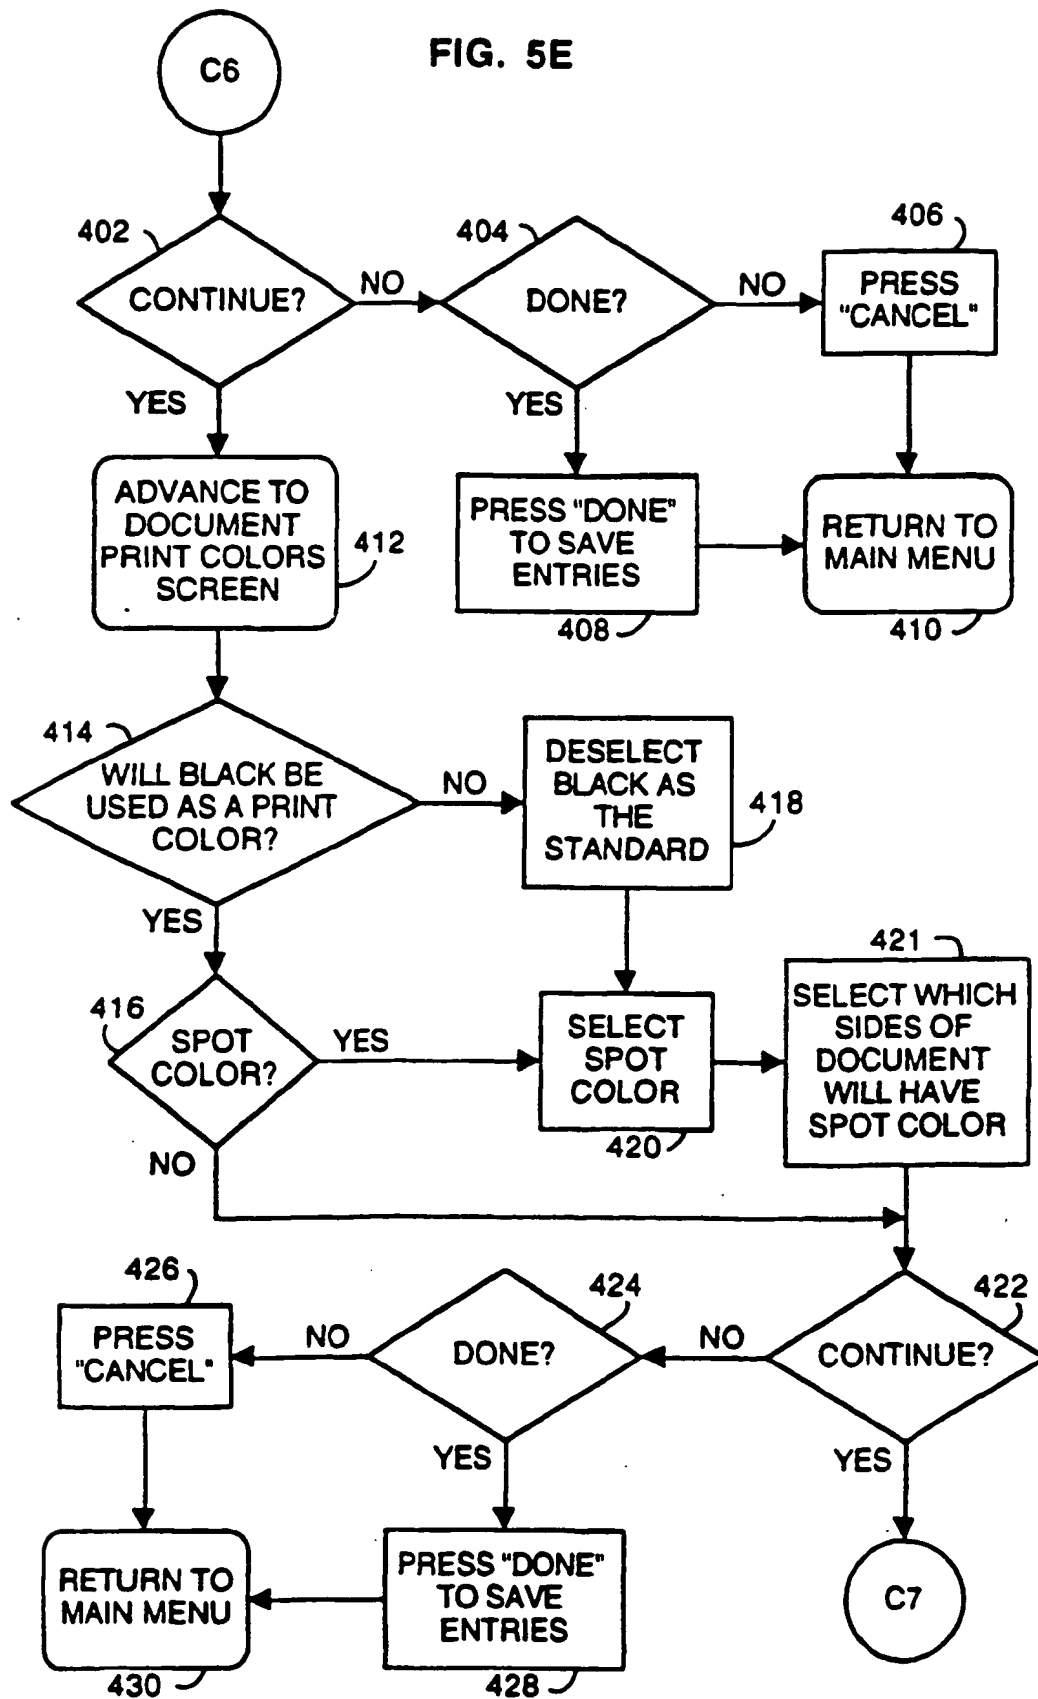 FIG. 5E
C6
402
CONTINUE?
NO
404
DONE?
NO
406
PRESS
"CANCEL"
YES
YES
ADVANCE TO
DOCUMENT
PRINT COLORS
SCREEN
412
PRESS "DONE"
TO SAVE
ENTRIES
408
RETURN TO
MAIN MENU
410
414
WILL BLACK BE
USED AS A PRINT
COLOR?
NO
DESELECT
BLACK AS
THE
STANDARD
418
YES
416
SPOT
COLOR?
YES
SELECT
SPOT
COLOR
420
421
SELECT WHICH
SIDES OF
DOCUMENT
WILL HAVE
SPOT COLOR
NO
422
CONTINUE?
NO
424
DONE?
NO
426
PRESS
"CANCEL"
YES
YES
RETURN TO
MAIN MENU
430
PRESS "DONE"
TO SAVE
ENTRIES
428
C7